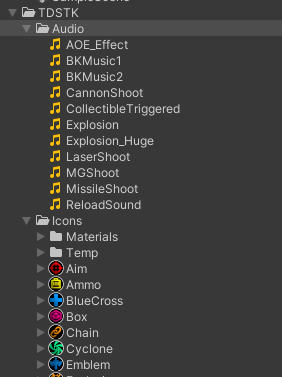 TDSTK
Audio
AOE_Effect
BKMusic1
BKMusic2
CannonShoot
CollectibleTriggered
Explosion
Explosion_Huge
LaserShoot
MGShoot
MissileShoot
ReloadSound
Icons
Materials
Temp
Aim
Ammo
BlueCross
Box
Chain
Cyclone
Emblem